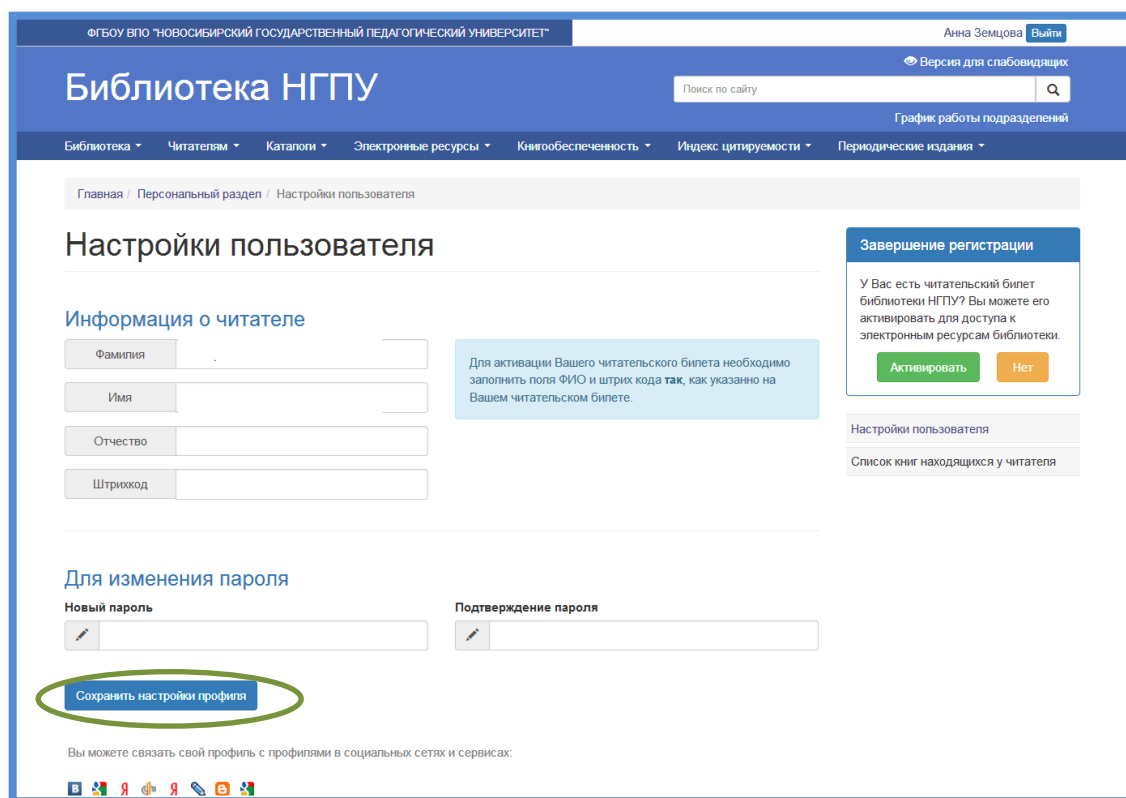 ФГБОУ ВПО "НОВОСИБИРСКИЙ ГОСУДАРСТВЕННЫЙ ПЕДАГОГИЧЕСКИЙ УНИВЕРСИТЕТ"
Анна Земцова Выйти
Версия для слабовидящих
Библиотека НГПУ
Поиск по сайту
График работы подразделений
Библиотека Читателям Каталоги Электронные ресурсы Книгообеспеченность Индекс цитируемости Периодические издания
Главная / Персональный раздел / Настройки пользователя
Настройки пользователя
Информация о читателе
Фамилия
Имя
Отчество
Штрихкод
Для активации Вашего читательского билета необходимо
заполнить поля ФИО и штрих кода так, как указанно на
Вашем читательском билете.
Завершение регистрации
У Вас есть читательский билет
библиотеки НГПУ? Вы можете его
активировать для доступа к
электронным ресурсам библиотеки.
Активировать Нет
Настройки пользователя
Список книг находящихся у читателя
Для изменения пароля
Новый пароль
Подтверждение пароля
Сохранить настройки профиля
Вы можете связать свой профиль с профилями в социальных сетях и сервисах: